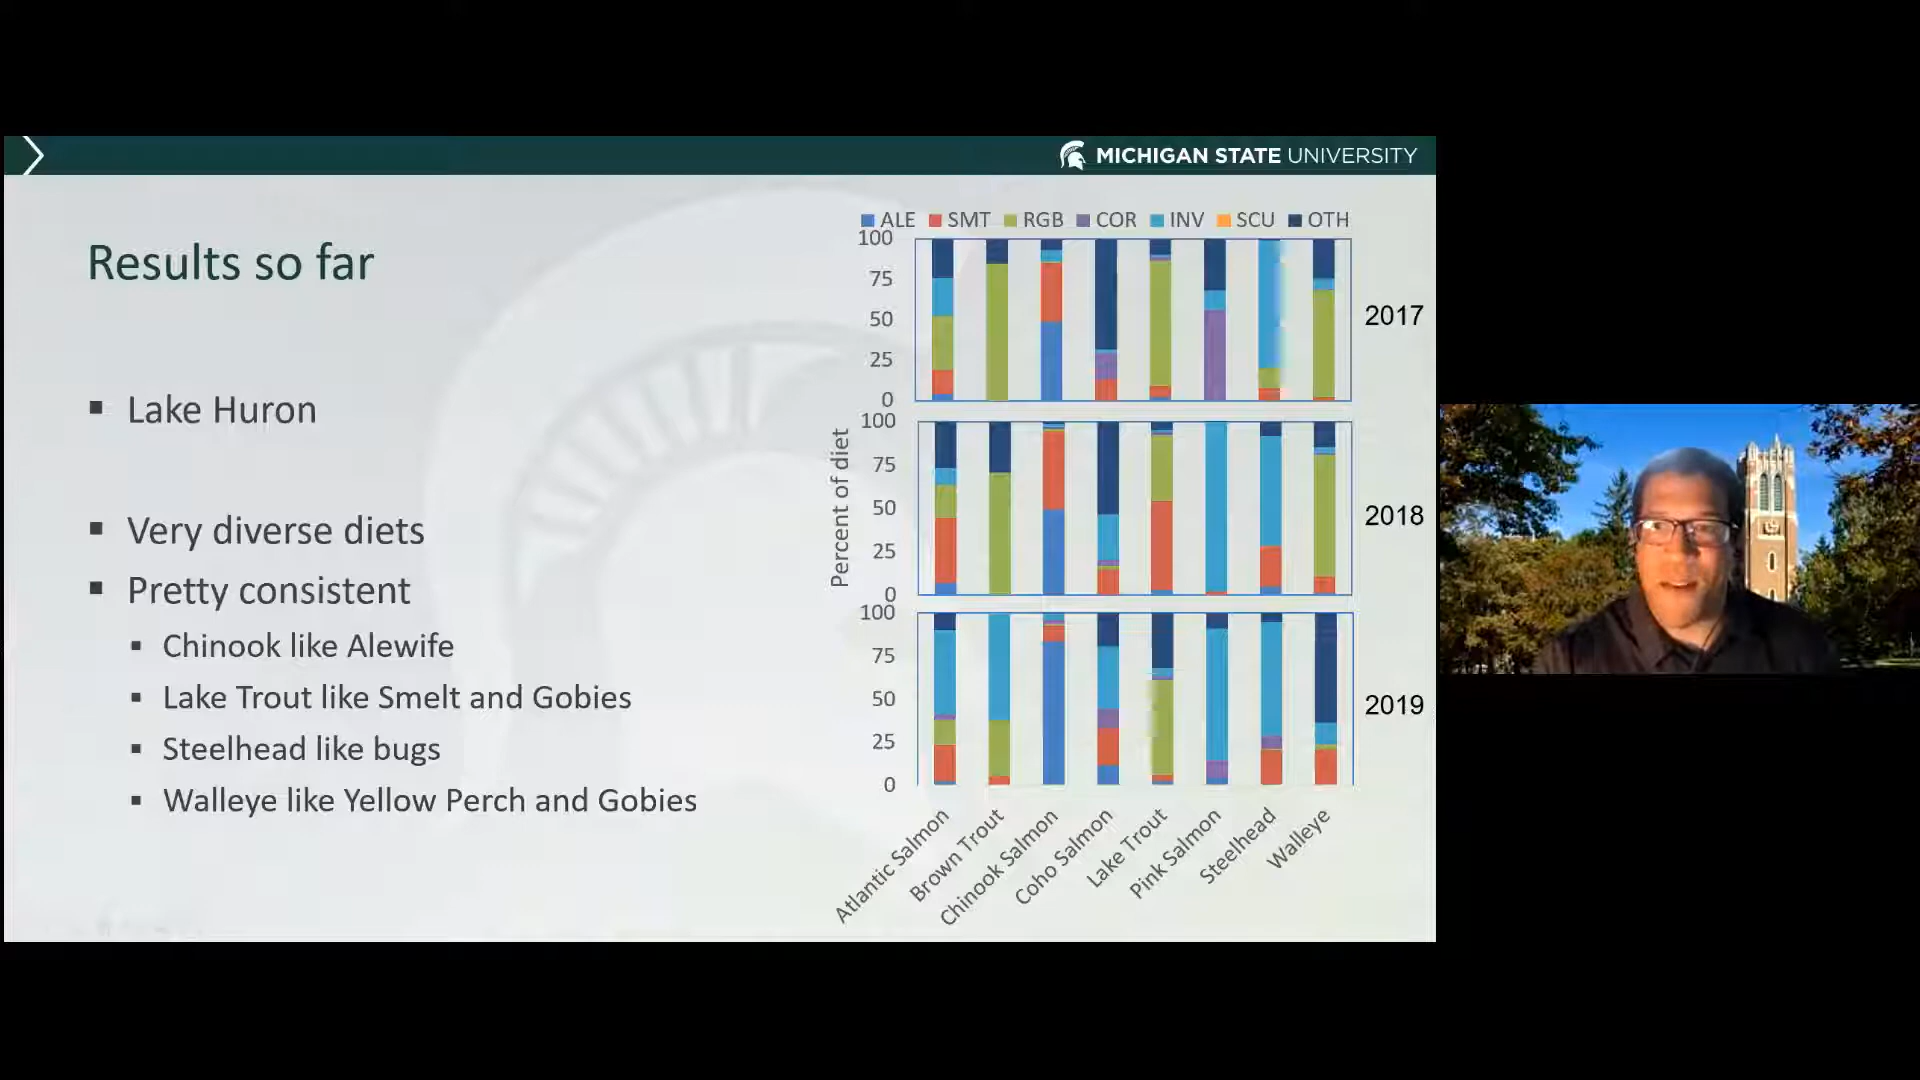 MICHIGAN STATE UNIVERSITY
Results so far
Lake Huron
Very diverse diets
Pretty consistent
Chinook like Alewife
Lake Trout like Smelt and Gobies
Steelhead like bugs
Walleye like Yellow Perch and Gobies
ALE SMT RGB COR INV SCU OTH
100
75
50
25
0
2017
Percent of diet
100
75
50
25
0
2018
100
75
50
25
0
2019
Atlantic Salmon
Brown Trout
Chinook Salmon
Coho Salmon
Lake Trout
Pink Salmon
Steelhead
Walleye